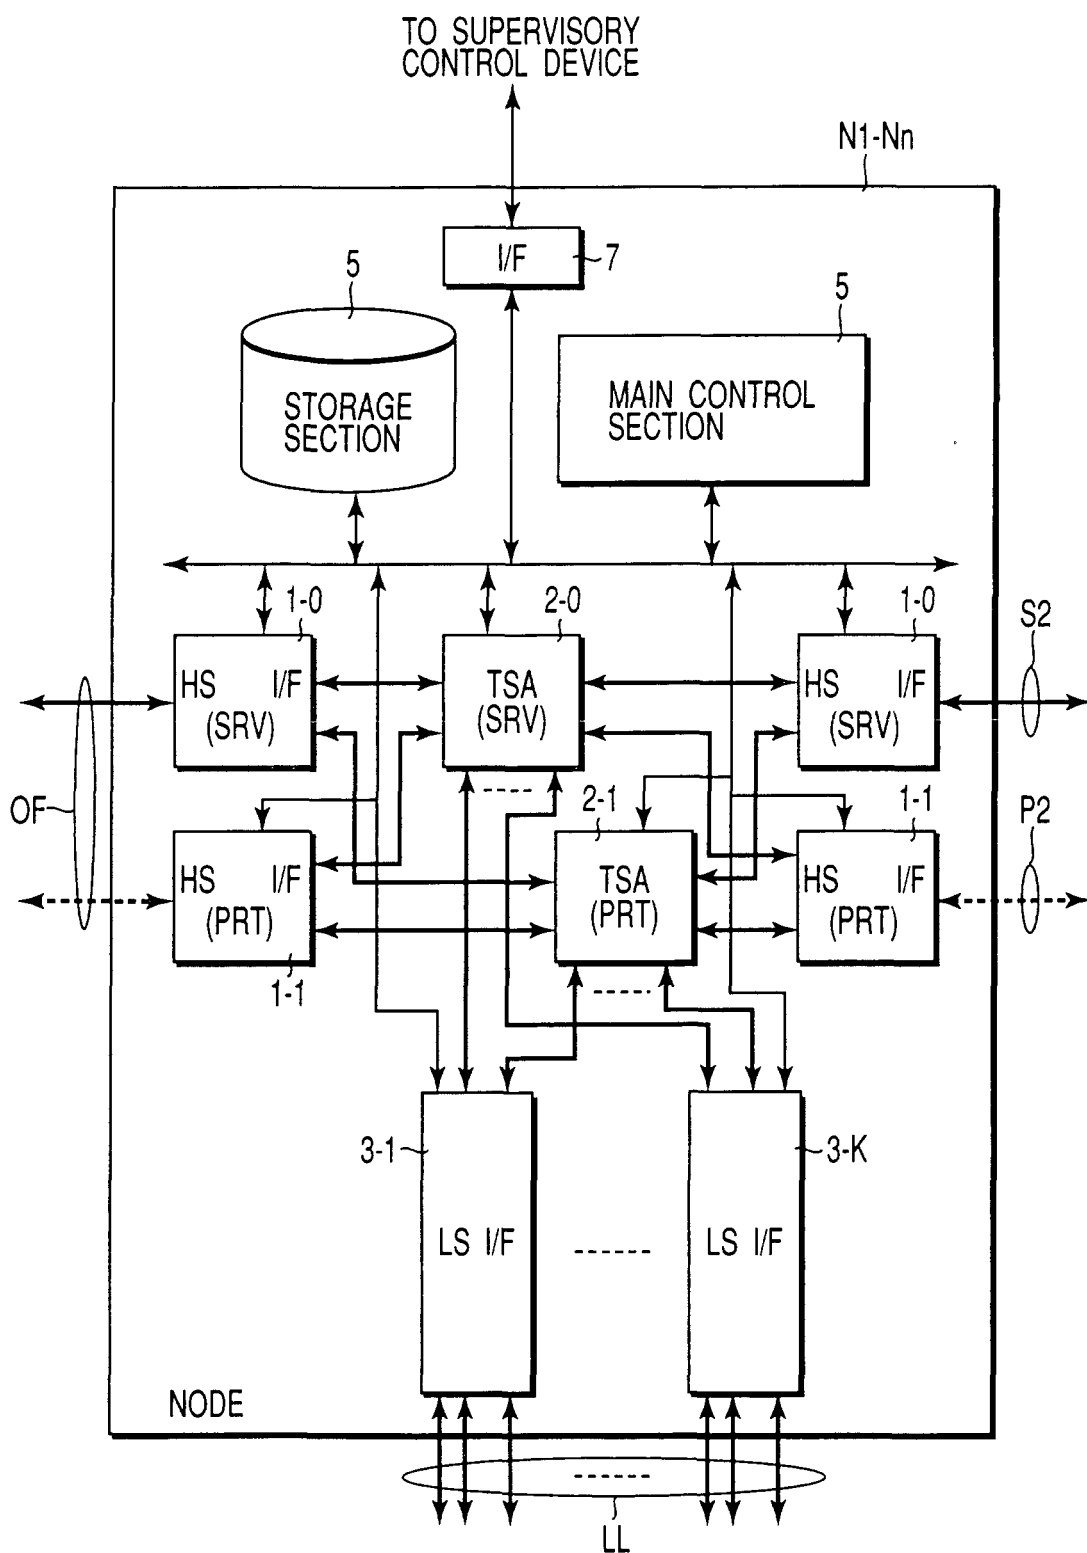 TO SUPERVISORY
CONTROL DEVICE
N1-Nn
I/F
7
5
STORAGE
SECTION
5
MAIN CONTROL
SECTION
1-0
HS I/F
(SRV)
2-0
TSA
(SRV)
1-0
HS I/F
(SRV)
S2
OF
HS I/F
(PRT)
1-1
2-1
TSA
(PRT)
1-1
HS I/F
(PRT)
P2
3-1
LS I/F
3-K
LS I/F
NODE
LL